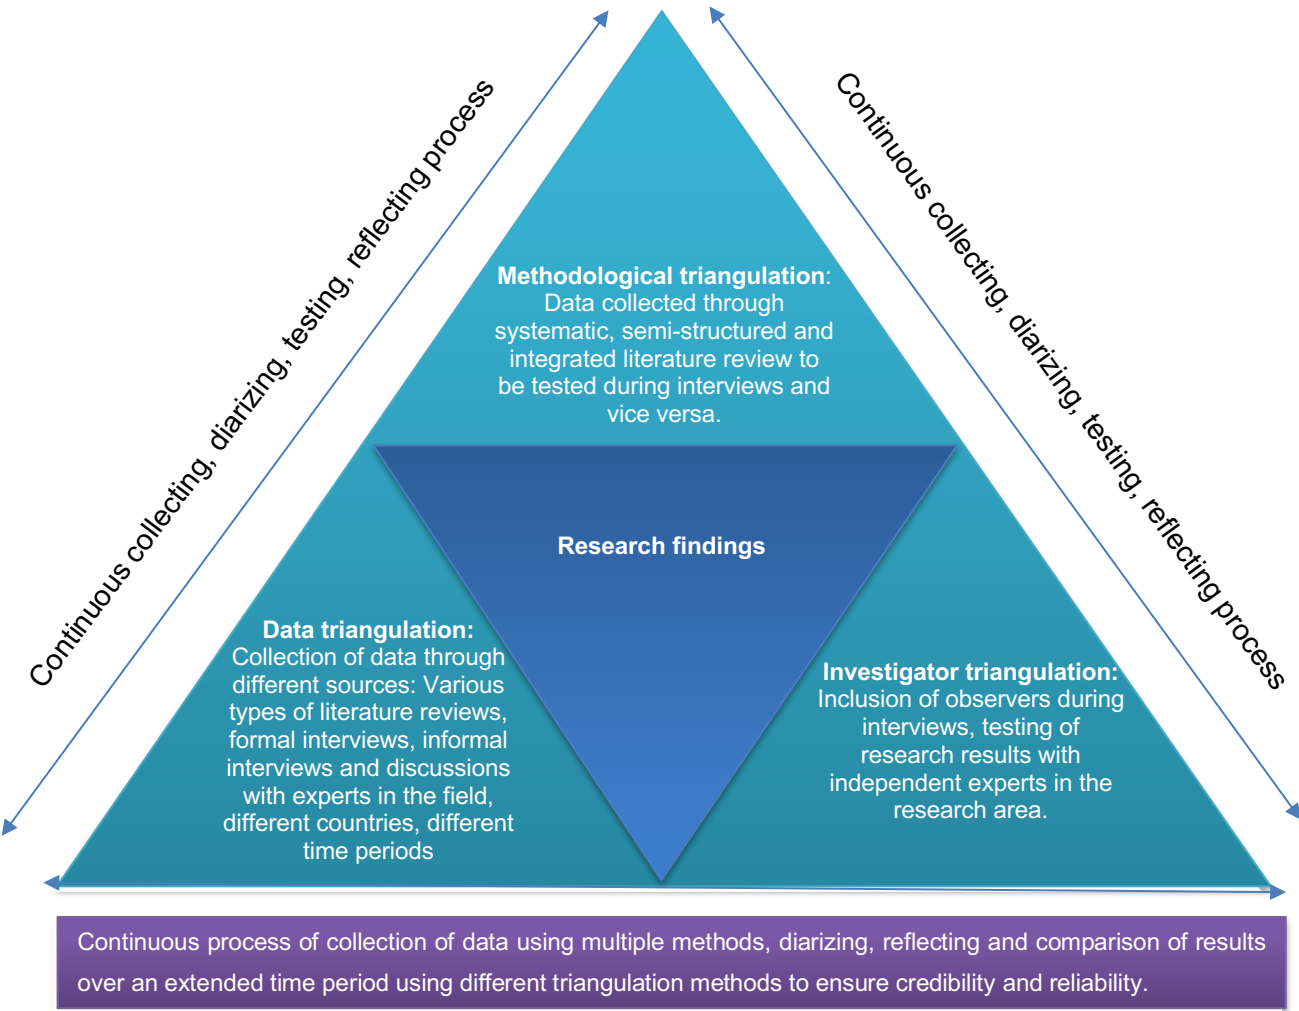 Continuous collecting, diarizing, testing, reflecting process
Continuous collecting, diarizing, testing, reflecting process
Methodological triangulation:
Data collected through
systematic, semi-structured and
integrated literature review to
be tested during interviews and
vice versa.
Research findings
Data triangulation:
Collection of data through
different sources: Various
types of literature reviews,
formal interviews, informal
interviews and discussions
with experts in the field,
different countries, different
time periods
Investigator triangulation:
Inclusion of observers during
interviews, testing of
research results with
independent experts in the
research area.
Continuous process of collection of data using multiple methods, diarizing, reflecting and comparison of results
over an extended time period using different triangulation methods to ensure credibility and reliability.